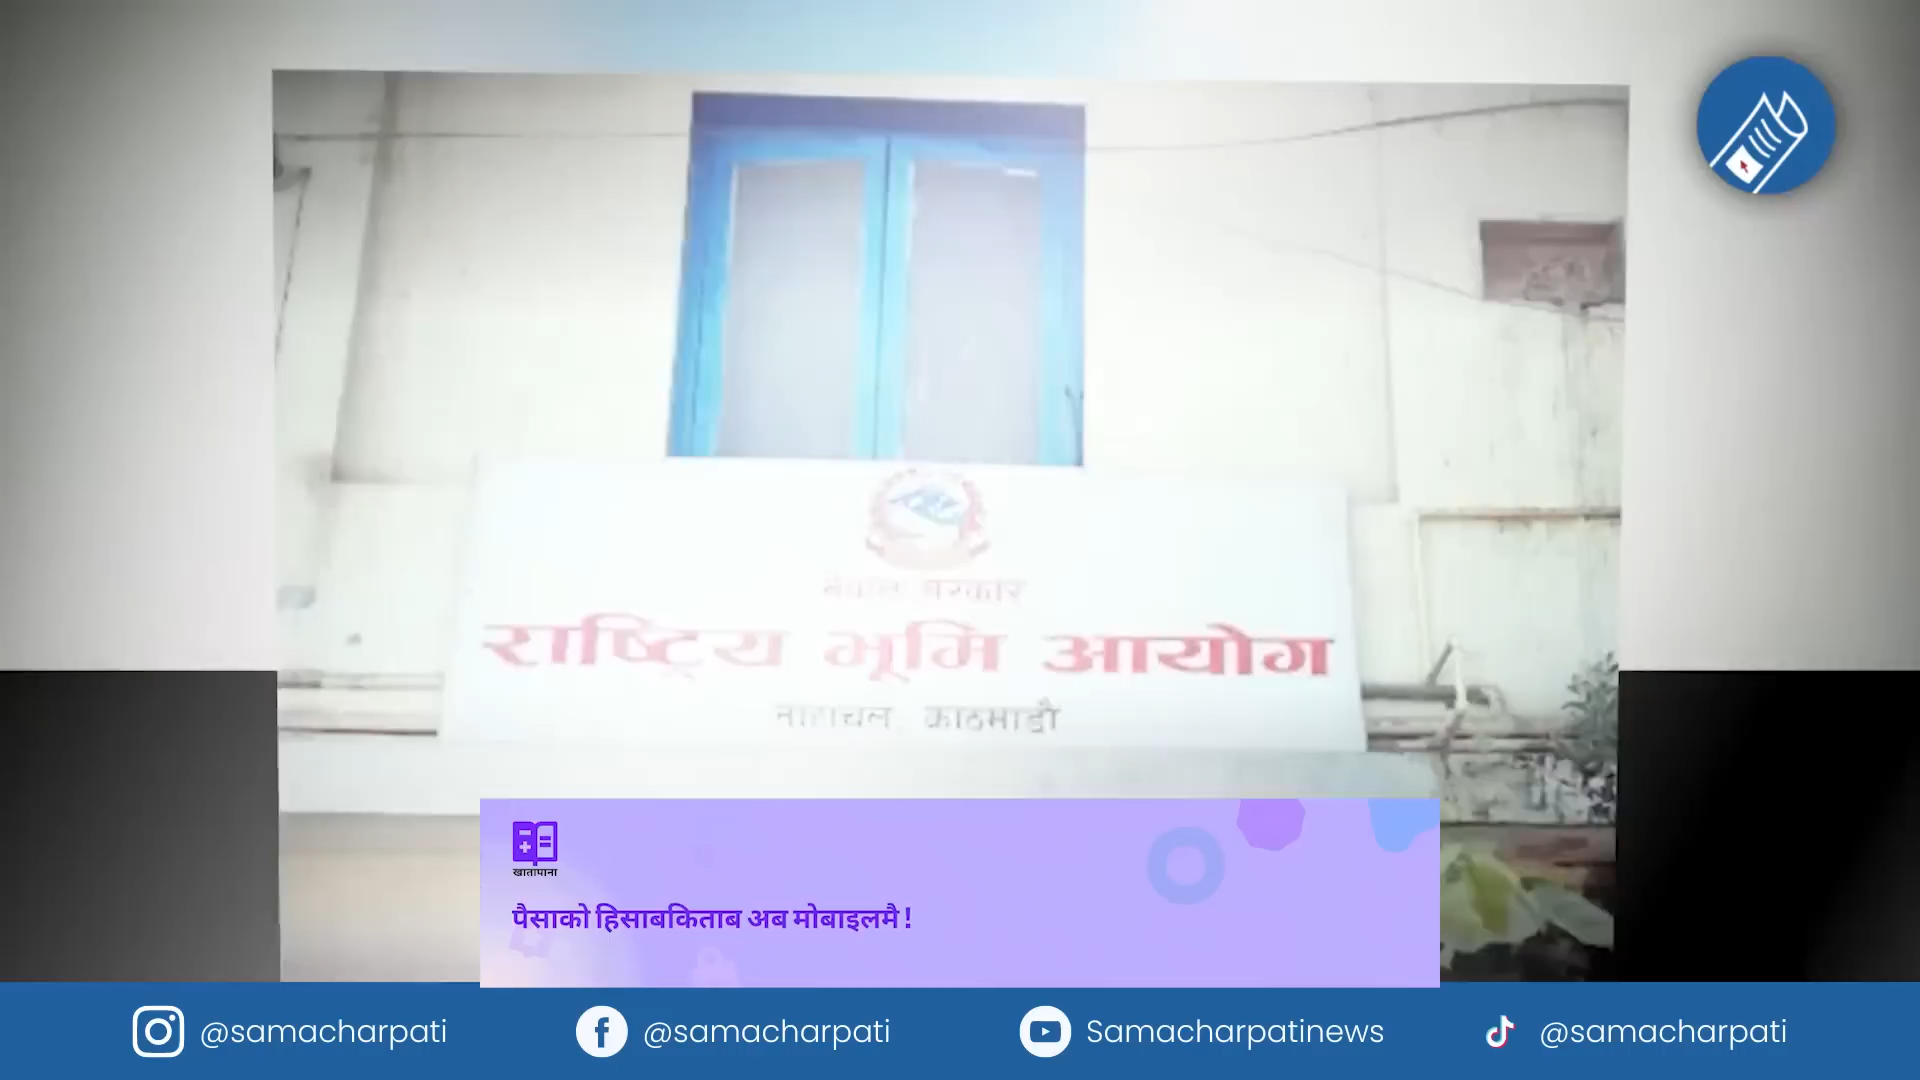 नेपाल सरकार
राष्ट्रिय भूमि आयोग
काठमाडौं
खातापाना
पैसाको हिसाबकिताब अब मोबाइलमै !
@samacharpati
@samacharpati
Samacharpatinews
@samacharpati